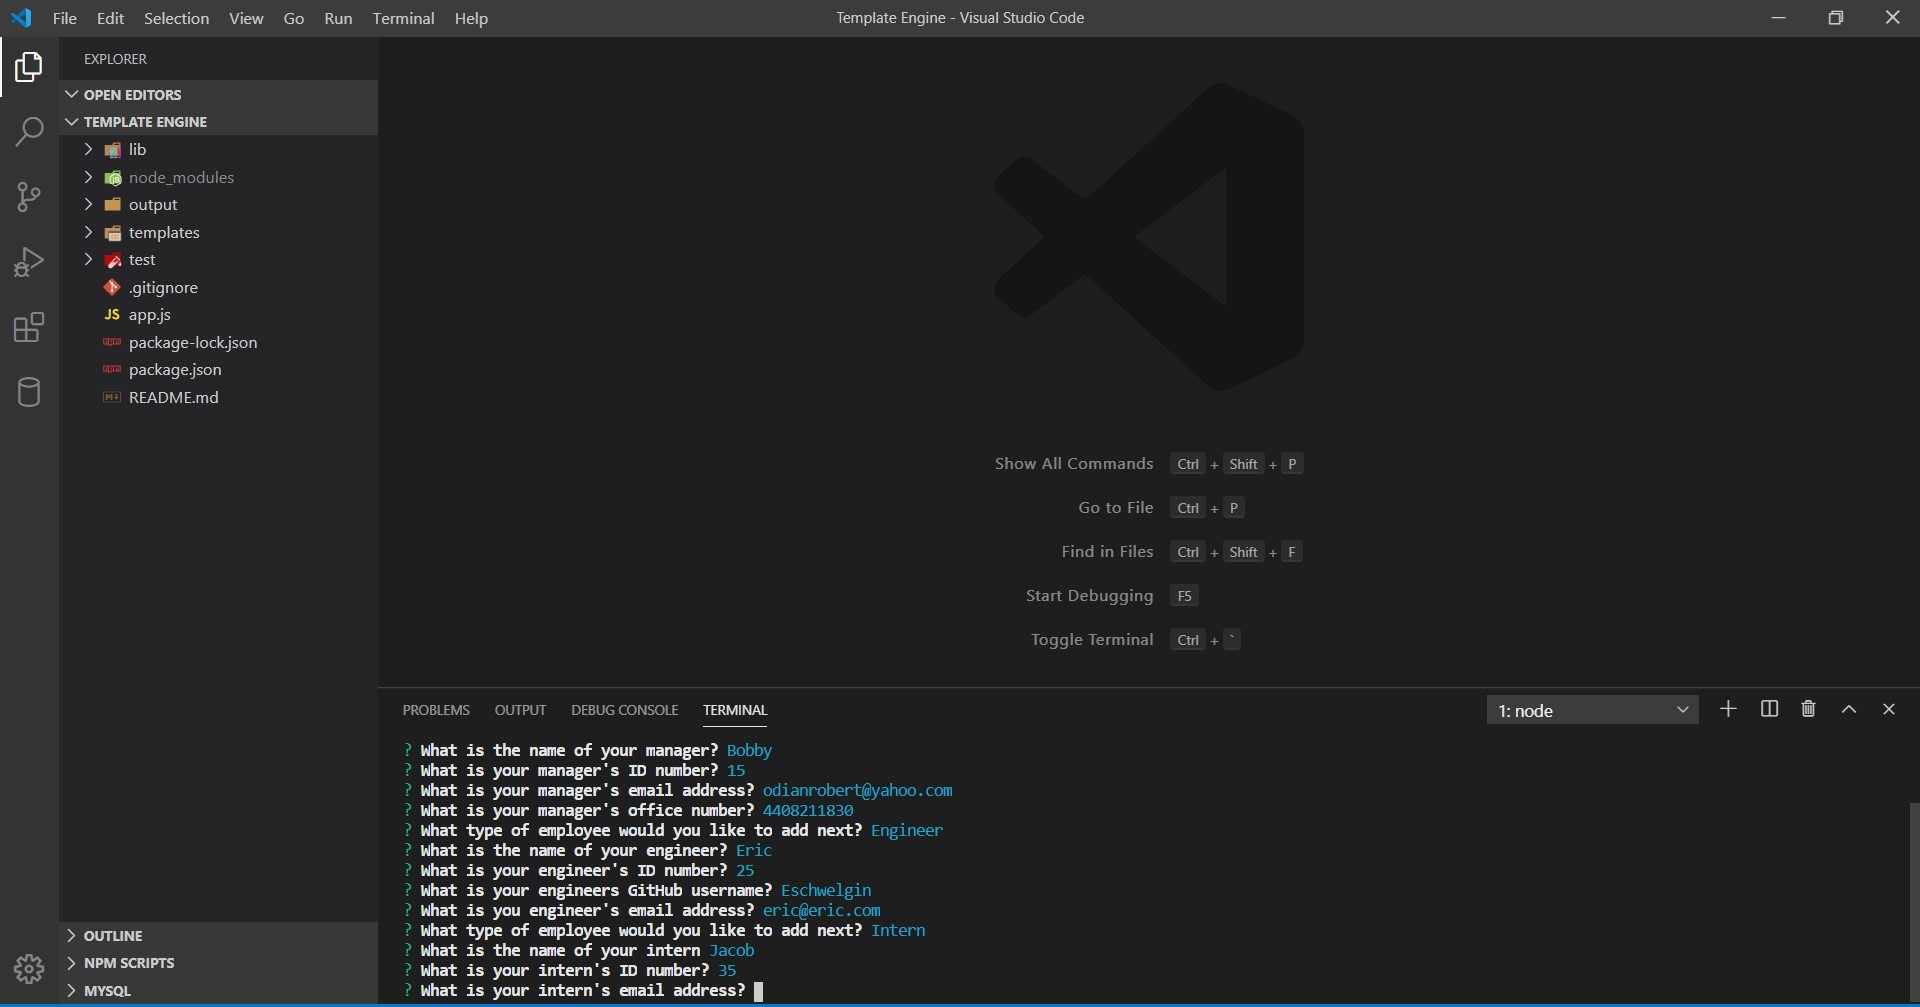 File Edit Selection View Go Run Terminal Help
Template Engine - Visual Studio Code
EXPLORER
OPEN EDITORS
TEMPLATE ENGINE
lib
node_modules
output
templates
test
.gitignore
JS app.js
package-lock.json
package.json
README.md
OUTLINE
NPM SCRIPTS
MYSQL
Show All Commands Ctrl + Shift + P
Go to File Ctrl + P
Find in Files Ctrl + Shift + F
Start Debugging F5
Toggle Terminal Ctrl + `
PROBLEMS OUTPUT DEBUG CONSOLE TERMINAL
1: node
? What is the name of your manager? Bobby
? What is your manager's ID number? 15
? What is your manager's email address? odianrobert@yahoo.com
? What is your manager's office number? 4408211830
? What type of employee would you like to add next? Engineer
? What is the name of your engineer? Eric
? What is your engineer's ID number? 25
? What is your engineers GitHub username? Eschwelgin
? What is you engineer's email address? eric@eric.com
? What type of employee would you like to add next? Intern
? What is the name of your intern Jacob
? What is your intern's ID number? 35
? What is your intern's email address?